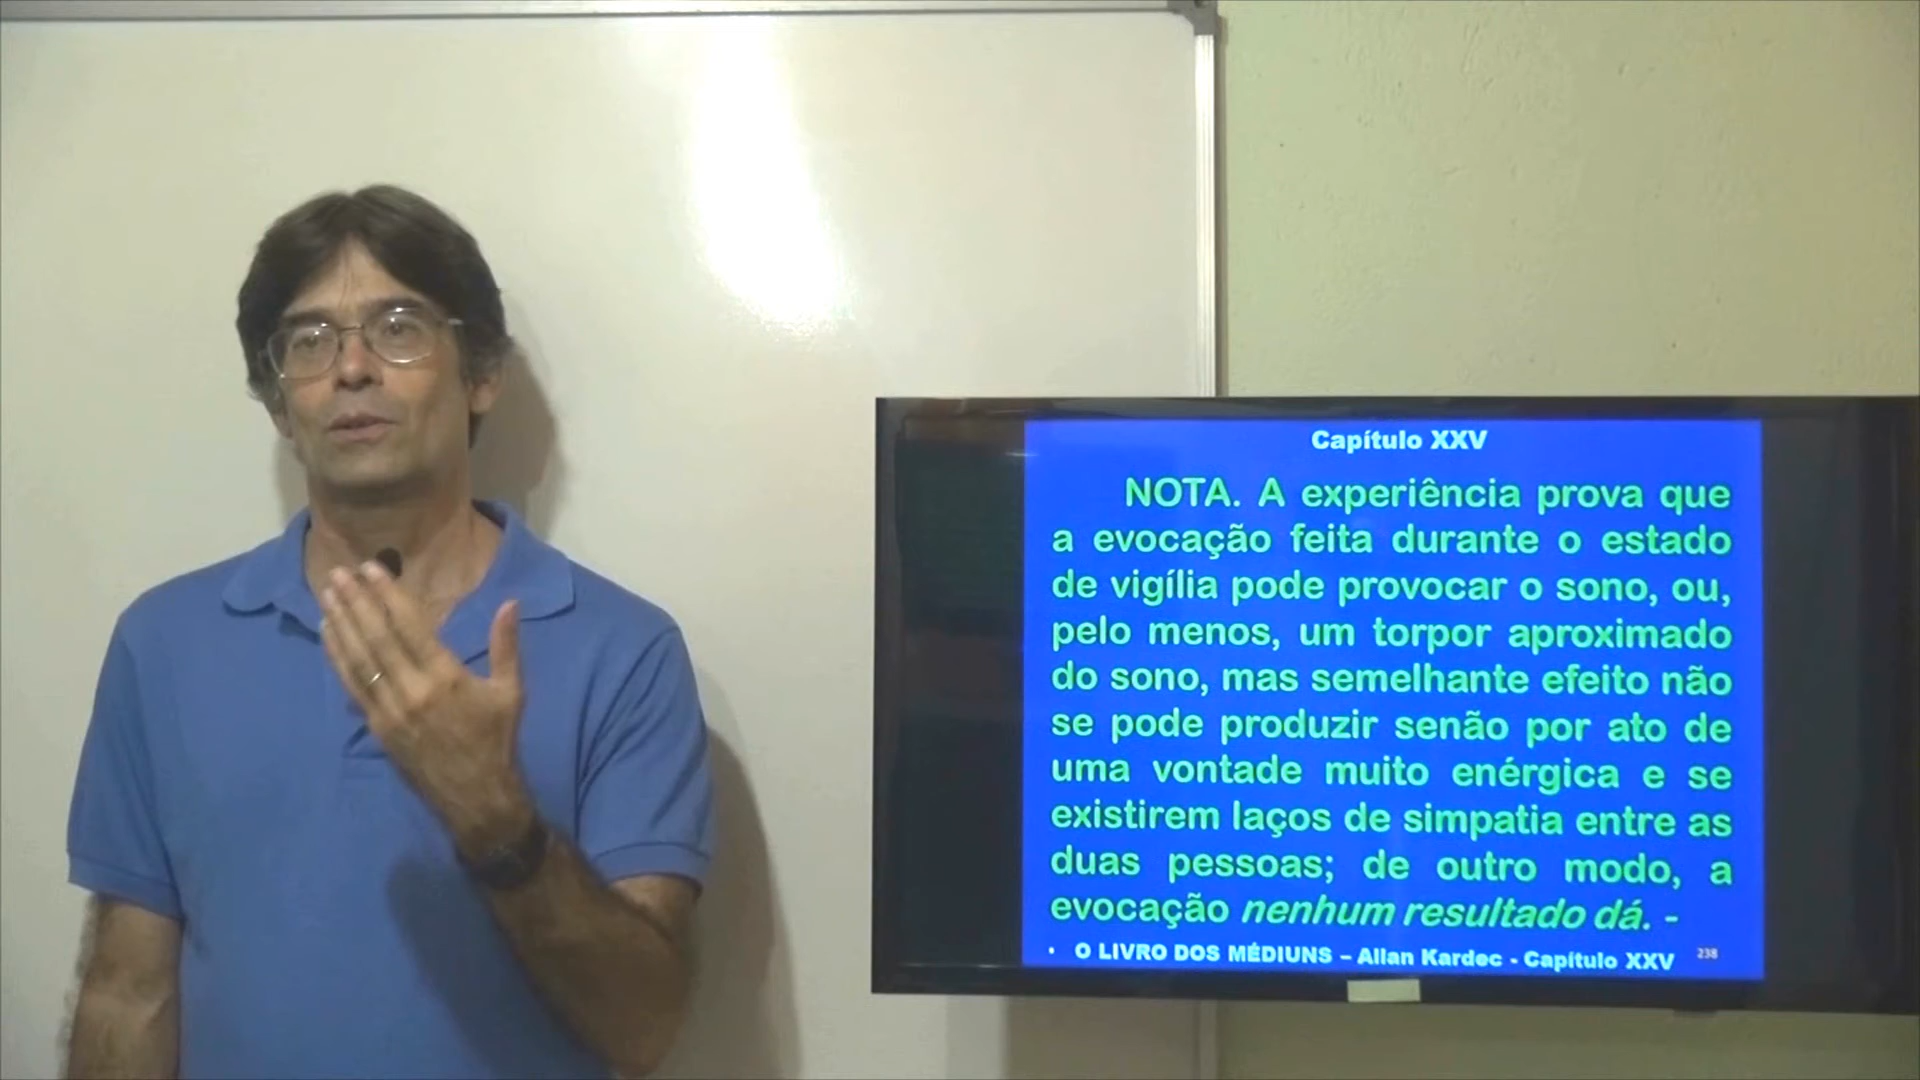 Capítulo XXV
NOTA. A experiência prova que
a evocação feita durante o estado
de vigília pode provocar o sono, ou,
pelo menos, um torpor aproximado
do sono, mas semelhante efeito não
se pode produzir senão por ato de
uma vontade muito enérgica e se
existirem laços de simpatia entre as
duas pessoas; de outro modo, a
evocação nenhum resultado dá. -
• O LIVRO DOS MÉDIUNS – Allan Kardec - Capítulo XXV 238